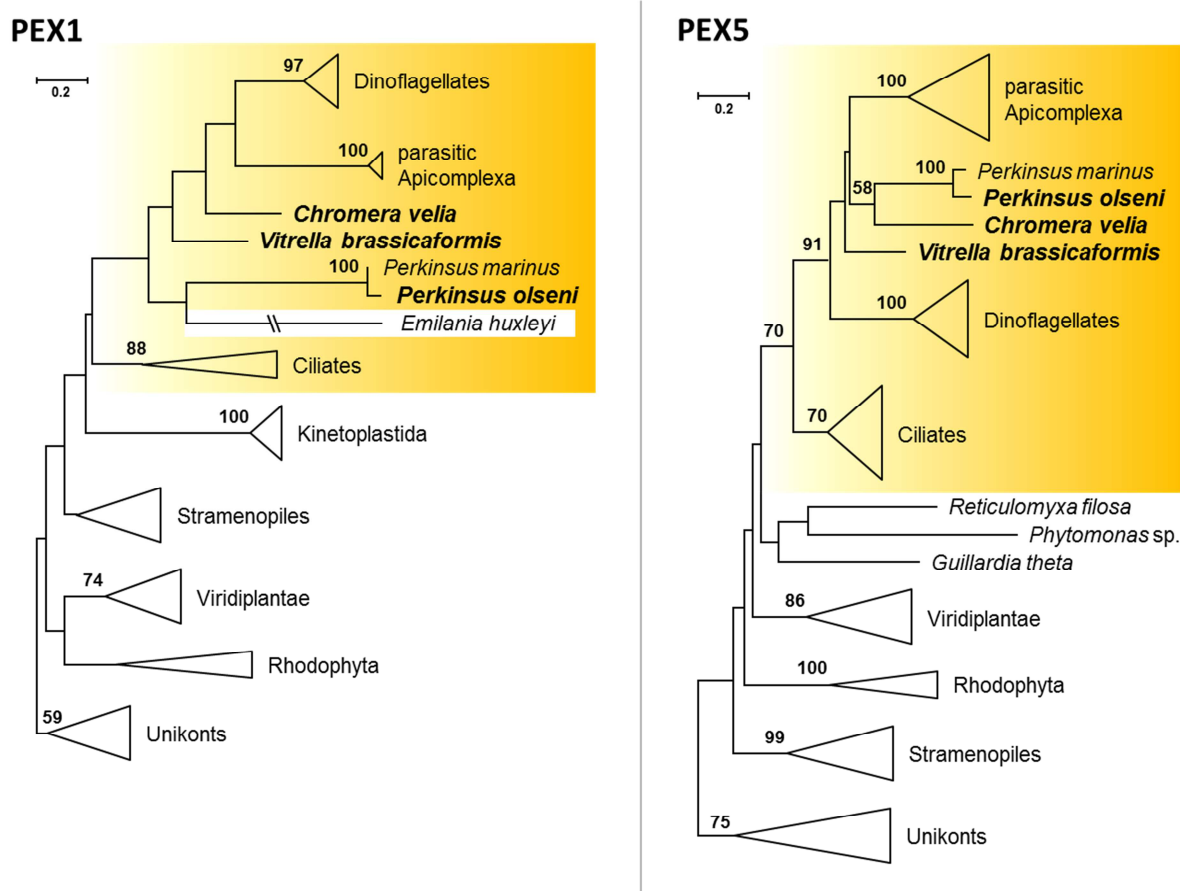 PEX1
0.2
97
Dinoflagellates
100
parasitic
Apicomplexa
Chromera velia
Vitrella brassicaformis
100
Perkinsus marinus
Perkinsus olseni
Emilania huxleyi
88
Ciliates
100
Kinetoplastida
Stramenopiles
74
Viridiplantae
Rhodophyta
59
Unikonts
PEX5
0.2
100
parasitic
Apicomplexa
100
Perkinsus marinus
58
Perkinsus olseni
Chromera velia
91
Vitrella brassicaformis
100
Dinoflagellates
70
70
Ciliates
Reticulomyxa filosa
Phytomonas sp.
Guillardia theta
86
Viridiplantae
100
Rhodophyta
99
Stramenopiles
75
Unikonts